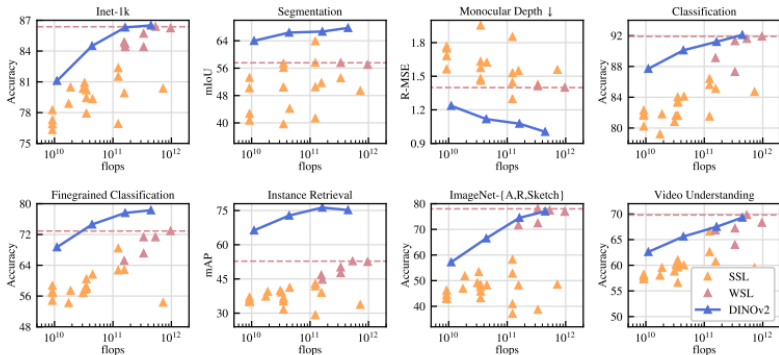 Inet-1k
Accuracy
87
84
81
78
75
10^10
10^11
10^12
flops
Segmentation
mIoU
64
56
48
40
10^10
10^11
10^12
flops
Monocular Depth ↓
R-MSE
1.8
1.5
1.2
0.9
10^10
10^11
10^12
flops
Classification
Accuracy
92
88
84
80
10^10
10^11
10^12
flops
Finegrained Classification
Accuracy
80
72
64
56
48
10^10
10^11
10^12
flops
Instance Retrieval
mAP
75
60
45
30
10^10
10^11
10^12
flops
ImageNet-{A,R,Sketch}
Accuracy
80
70
60
50
40
10^10
10^11
10^12
flops
Video Understanding
Accuracy
70
65
60
55
50
10^10
10^11
10^12
flops
SSL
WSL
DINOv2